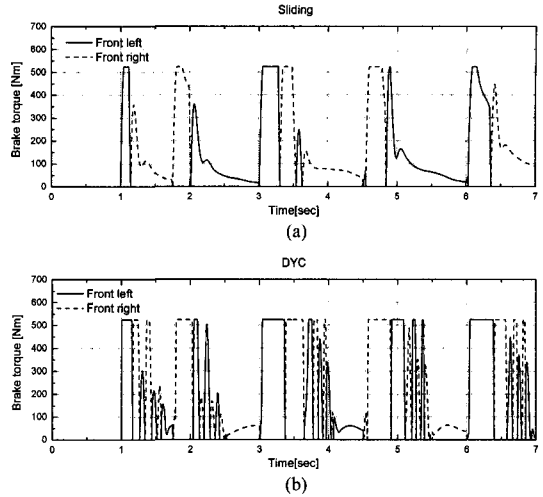 Sliding
700
600
500
400
300
200
100
0
Brake torque [Nm]
Front left
Front right
0 1 2 3 4 5 6 7
Time[sec]
(a)
DYC
700
600
500
400
300
200
100
0
Brake torque [Nm]
Front left
Front right
0 1 2 3 4 5 6 7
Time[sec]
(b)